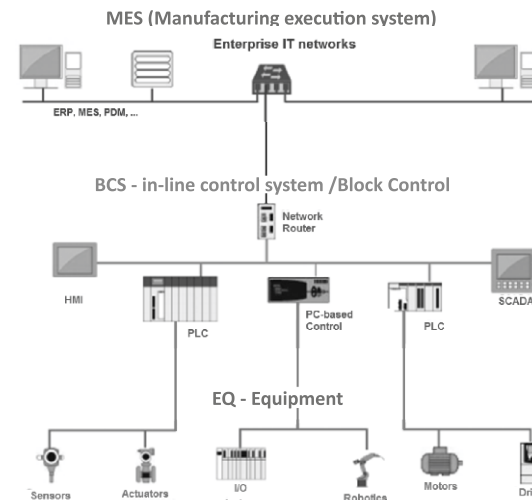 MES (Manufacturing execution system)
Enterprise IT networks
ERP, MES, PDM, ...
BCS - in-line control system /Block Control
Network
Router
HMI
SCADA
PLC
PC-based
Control
PLC
EQ - Equipment
Sensors
Actuators
I/O
Robotics
Motors